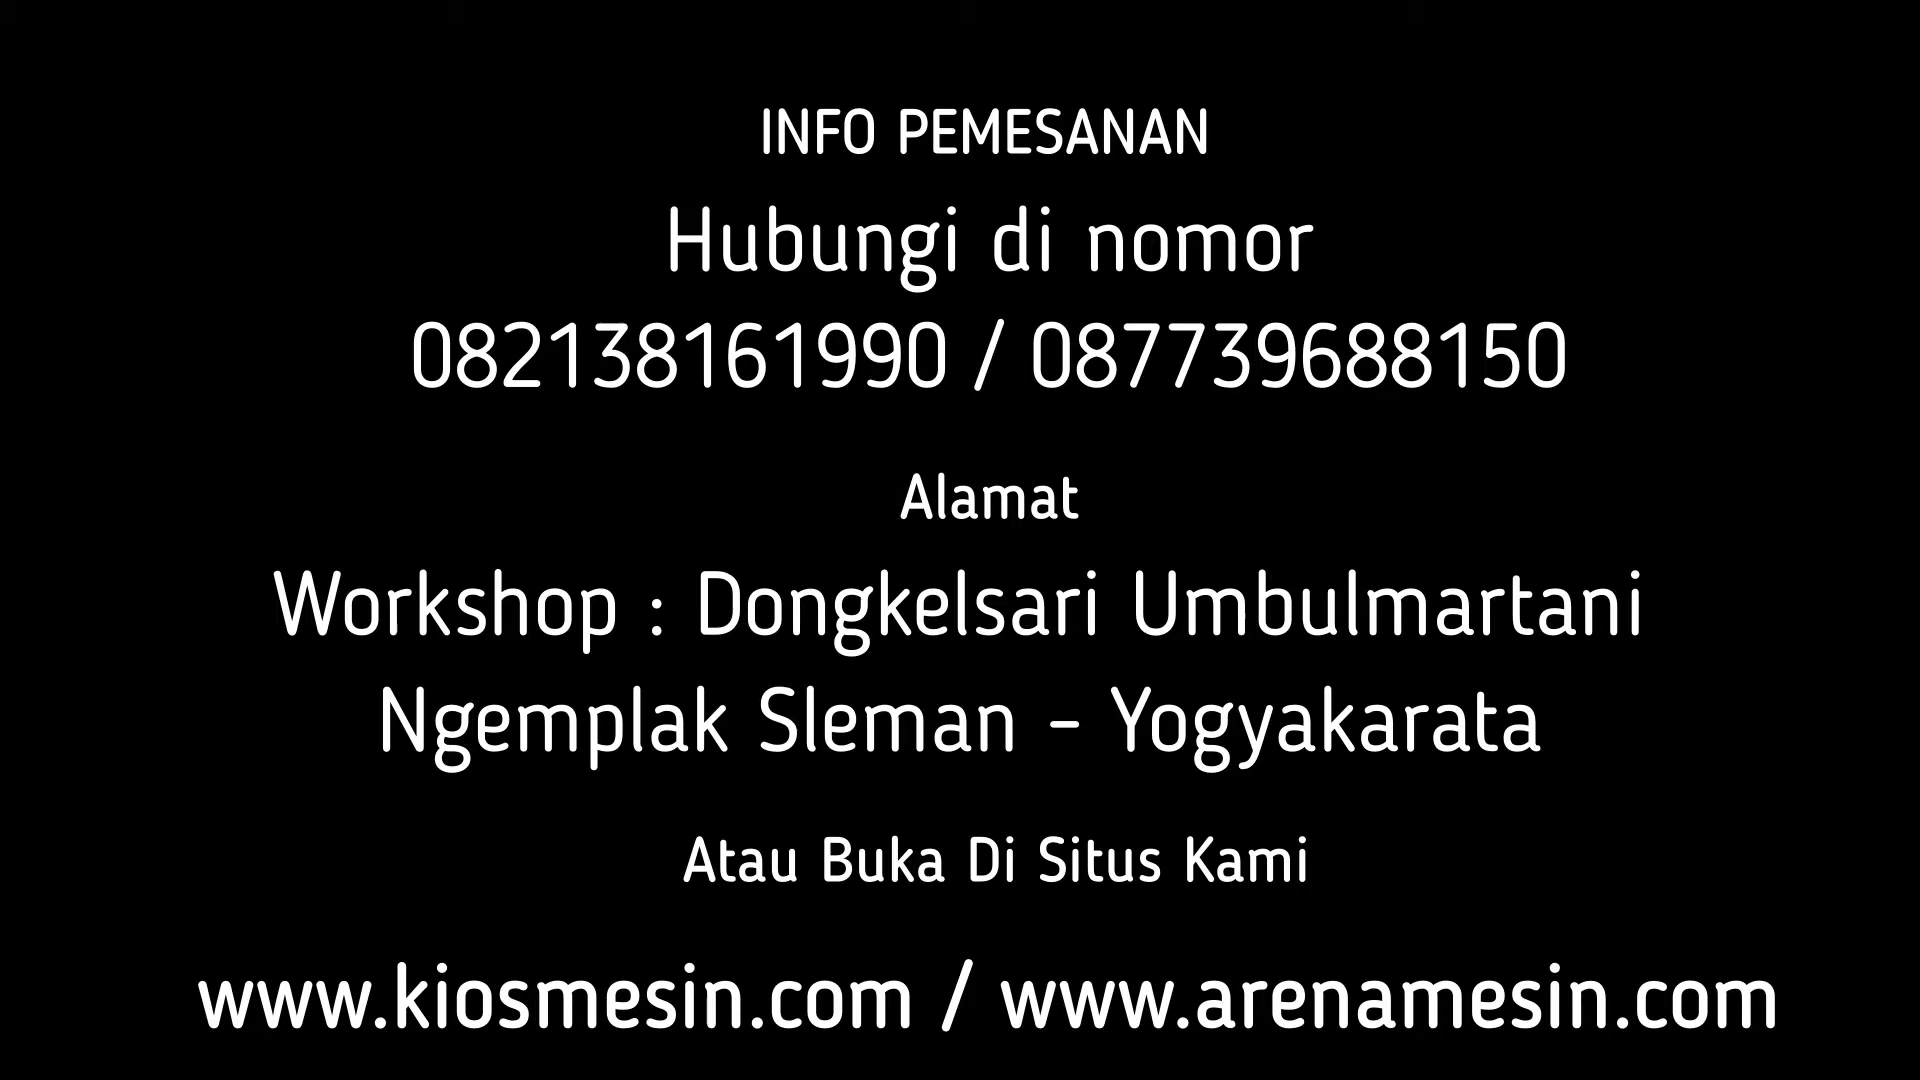 INFO PEMESANAN
Hubungi di nomor
082138161990 / 087739688150
Alamat
Workshop : Dongkelsari Umbulmartani
Ngemplak Sleman - Yogyakarata
Atau Buka Di Situs Kami
www.kiosmesin.com / www.arenamesin.com